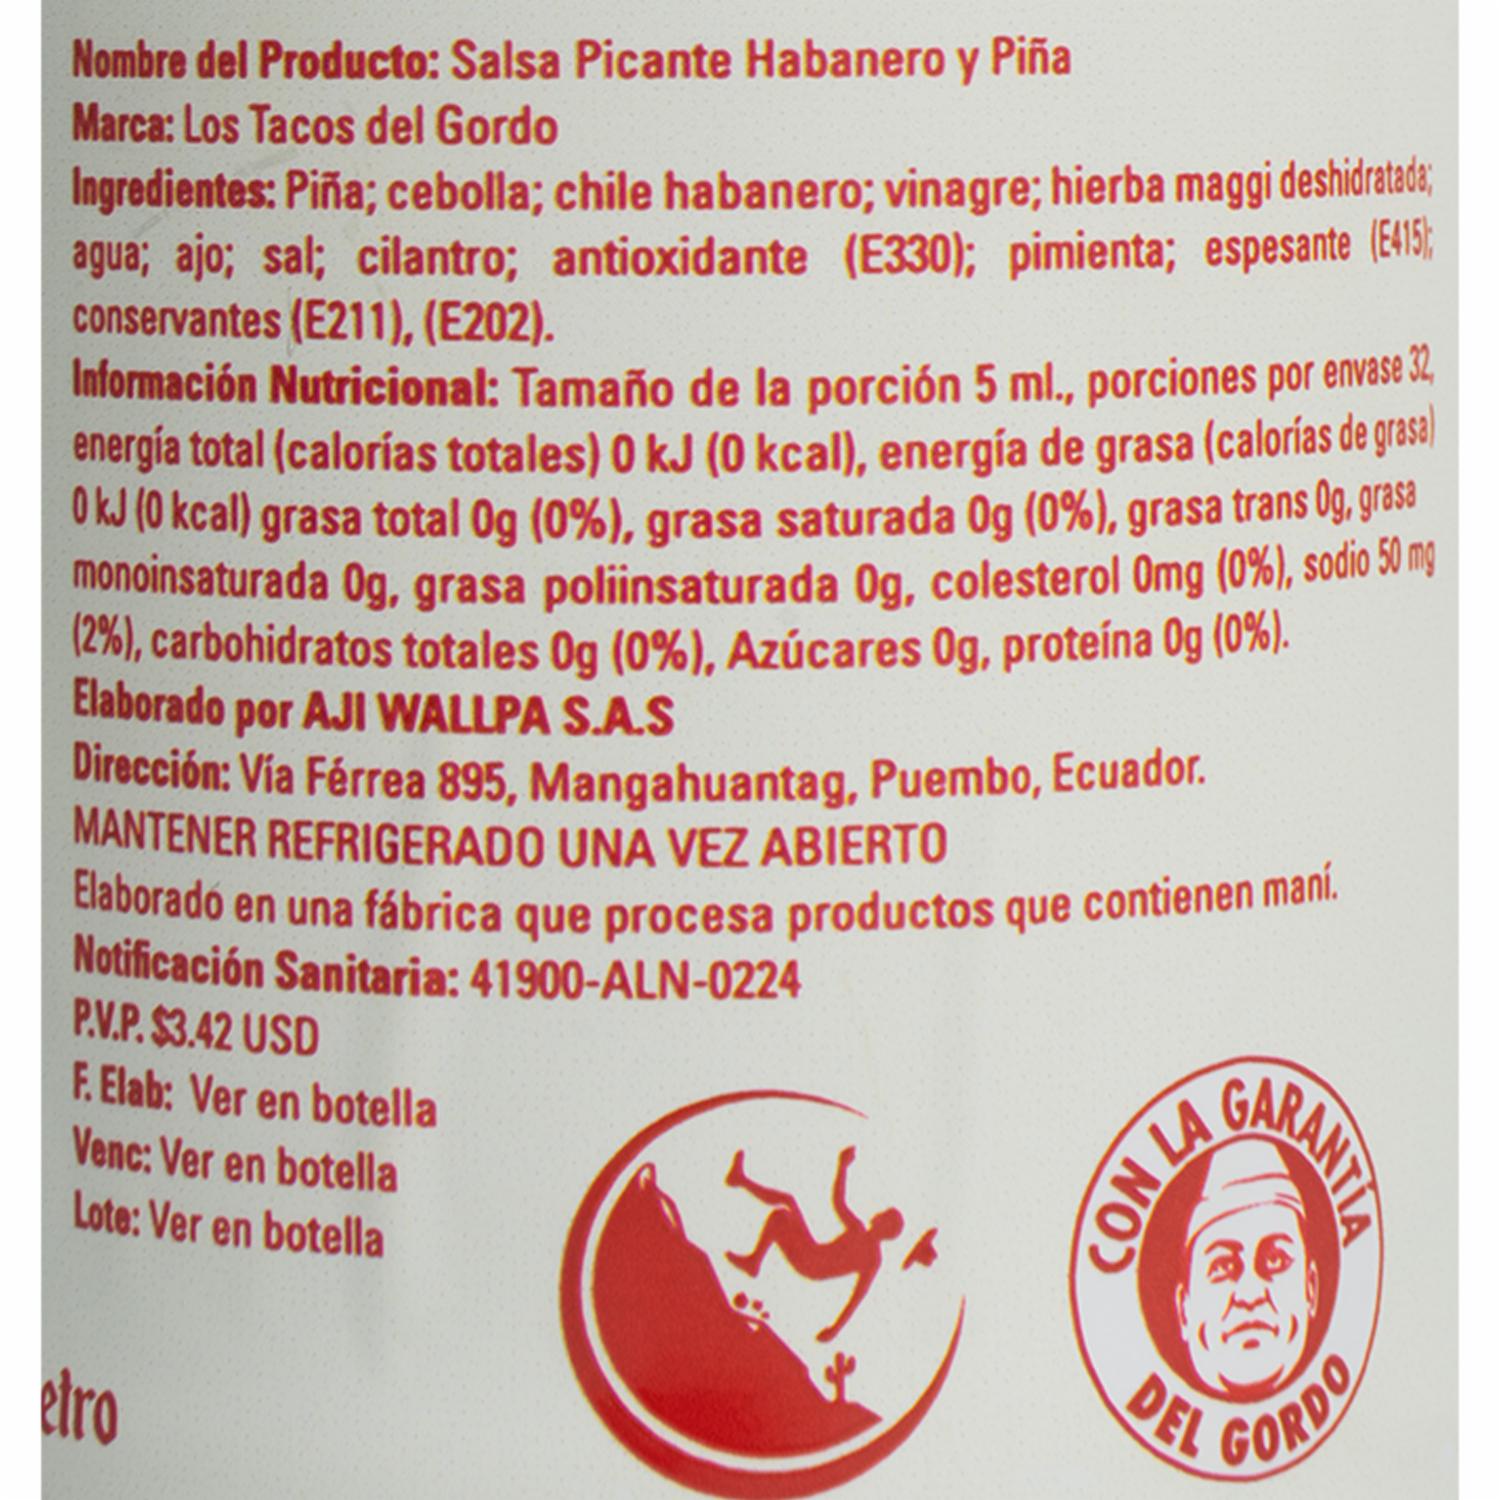 Nombre del Producto: Salsa Picante Habanero y Piña
Marca: Los Tacos del Gordo
Ingredientes: Piña; cebolla; chile habanero; vinagre; hierba maggi deshidratada;
agua; ajo; sal; cilantro; antioxidante (E330); pimienta; espesante (E415);
conservantes (E211), (E202).
Información Nutricional: Tamaño de la porción 5 ml., porciones por envase 32,
energía total (calorías totales) 0 kJ (0 kcal), energía de grasa (calorías de grasa)
0 kJ (0 kcal) grasa total 0g (0%), grasa saturada 0g (0%), grasa trans 0g, grasa
monoinsaturada 0g, grasa poliinsaturada 0g, colesterol 0mg (0%), sodio 50 mg
(2%), carbohidratos totales 0g (0%), Azúcares 0g, proteína 0g (0%).
Elaborado por AJI WALLPA S.A.S
Dirección: Vía Férrea 895, Mangahuantag, Puembo, Ecuador.
MANTENER REFRIGERADO UNA VEZ ABIERTO
Elaborado en una fábrica que procesa productos que contienen maní.
Notificación Sanitaria: 41900-ALN-0224
P.V.P. $3.42 USD
F. Elab: Ver en botella
Venc: Ver en botella
Lote: Ver en botella
etro
CON LA GARANTÍA
DEL GORDO